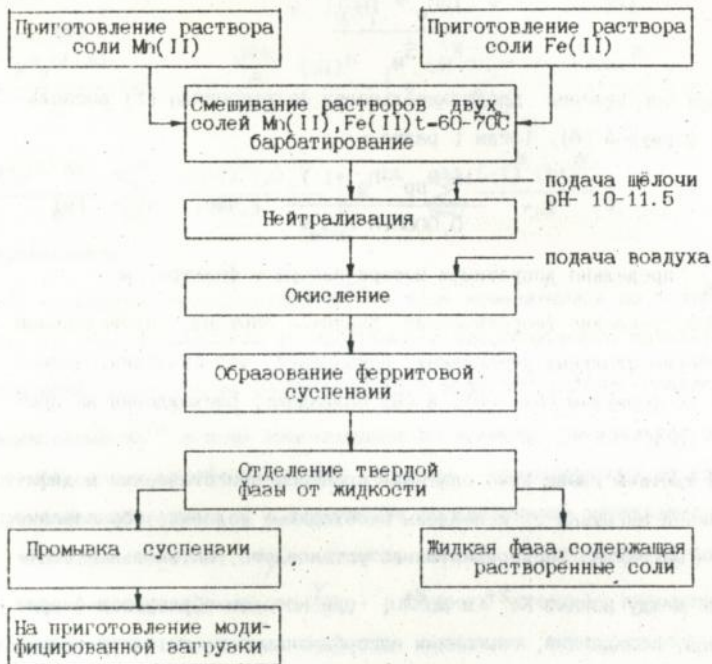 Приготовление раствора
соли Mn(II)
Приготовление раствора
соли Fe(II)
Смешивание растворов двух
солей Mn(II),Fe(II)t=60-70°C
барбатирование
подача щёлочи
pH- 10-11.5
Нейтрализация
подача воздуха
Окисление
Образование ферритовой
суспензии
Отделение твердой
фазы от жидкости
Промывка суспензии
Жидкая фаза,содержащая
растворенные соли
На приготовление моди-
фицированной загрузки